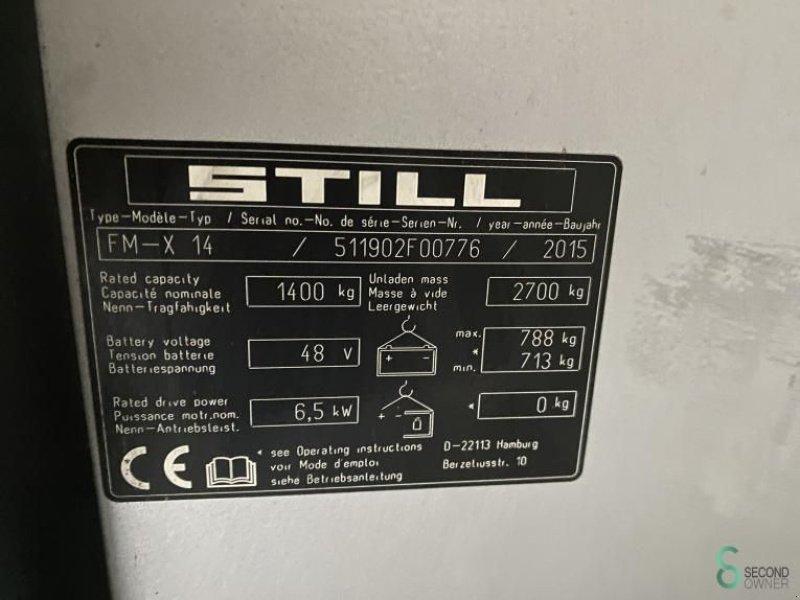 STILL
Type-Modèle-Typ / Serial no.-No. de série-Serien-Nr. / year-année-Baujahr
FM-X 14 / 511902F00776 / 2015
Rated capacity
Capacité nominale
Nenn-Tragfähigkeit
1400 kg
Unladen mass
Masse à vide
Leergewicht
2700 kg
Battery voltage
Tension batterie
Batteriespannung
48 V
+ -
max. 788 kg
*
min. 713 kg
Rated drive power
Puissance motr.nom.
Nenn-Antriebsleist.
6,5 kW
+ -
* 0 kg
CE
* see Operating instructions
voir Mode d'emploi
siehe Betriebsanleitung
D-22113 Hamburg
Berzeliusstr. 10
SECOND
OWNER